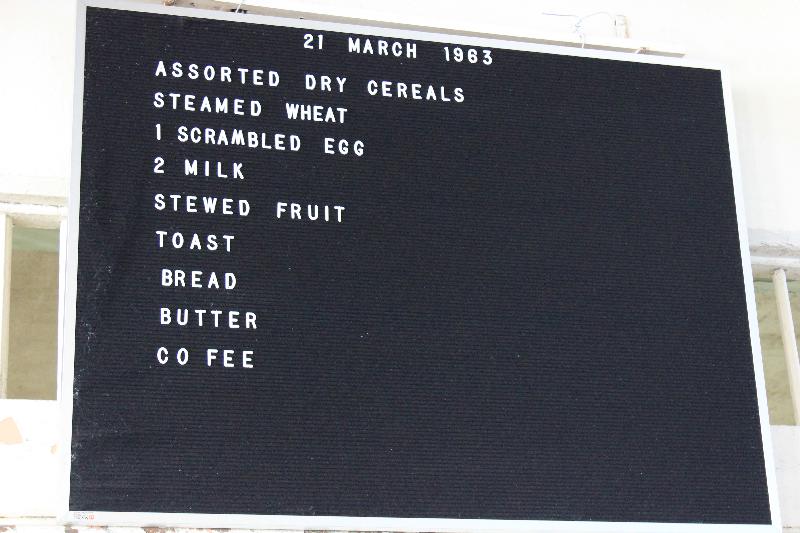 21 MARCH 1963
ASSORTED DRY CEREALS
STEAMED WHEAT
1 SCRAMBLED EGG
2 MILK
STEWED FRUIT
TOAST
BREAD
BUTTER
CO FEE